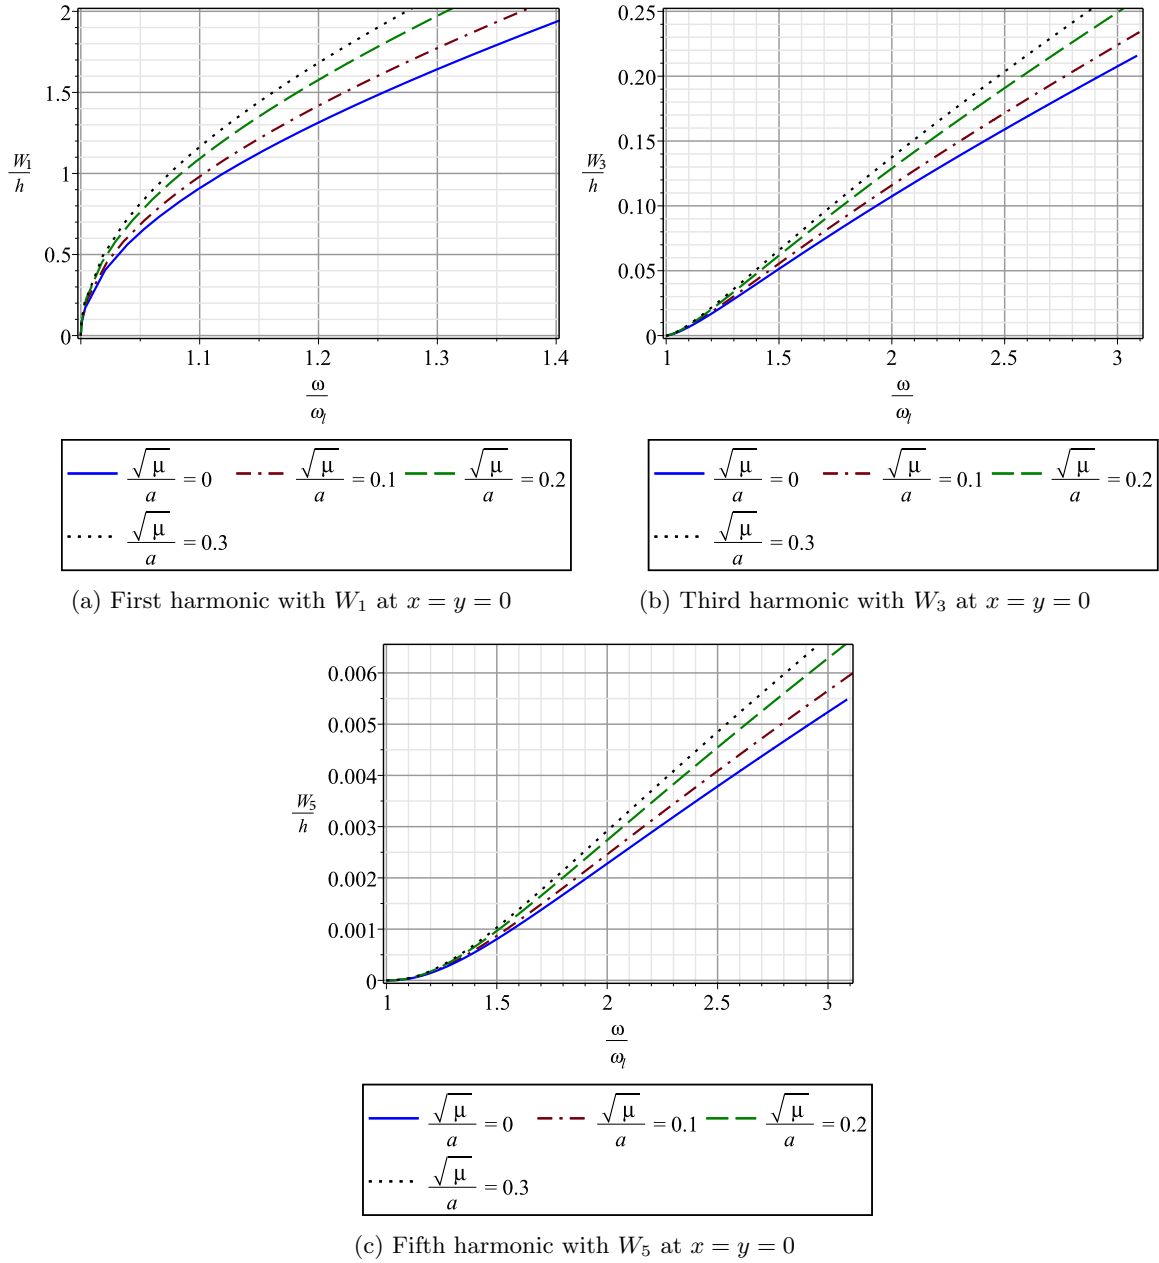 2
1.5
W₁/h
1
0.5
0
1.1 1.2 1.3 1.4
ω/ω_l
√μ/a = 0 √μ/a = 0.1 √μ/a = 0.2
√μ/a = 0.3
(a) First harmonic with W₁ at x = y = 0
0.25
0.20
0.15
W₃/h
0.10
0.05
0
1 1.5 2 2.5 3
ω/ω_l
√μ/a = 0 √μ/a = 0.1 √μ/a = 0.2
√μ/a = 0.3
(b) Third harmonic with W₃ at x = y = 0
0.006
0.005
0.004
W₅/h
0.003
0.002
0.001
0
1 1.5 2 2.5 3
ω/ω_l
√μ/a = 0 √μ/a = 0.1 √μ/a = 0.2
√μ/a = 0.3
(c) Fifth harmonic with W₅ at x = y = 0